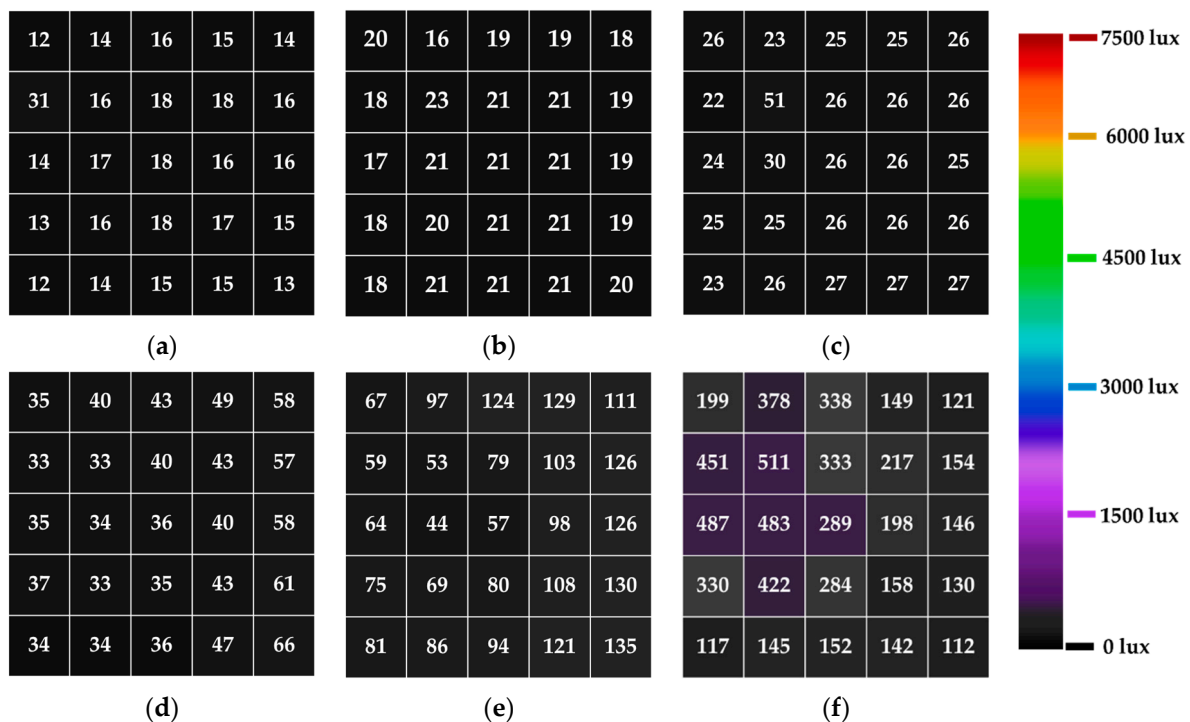 12 14 16 15 14
31 16 18 18 16
14 17 18 16 16
13 16 18 17 15
12 14 15 15 13
(a)
20 16 19 19 18
18 23 21 21 19
17 21 21 21 19
18 20 21 21 19
18 21 21 21 20
(b)
26 23 25 25 26
22 51 26 26 26
24 30 26 26 25
25 25 26 26 26
23 26 27 27 27
(c)
35 40 43 49 58
33 33 40 43 57
35 34 36 40 58
37 33 35 43 61
34 34 36 47 66
(d)
67 97 124 129 111
59 53 79 103 126
64 44 57 98 126
75 69 80 108 130
81 86 94 121 135
(e)
199 378 338 149 121
451 511 333 217 154
487 483 289 198 146
330 422 284 158 130
117 145 152 142 112
(f)
7500 lux
6000 lux
4500 lux
3000 lux
1500 lux
0 lux